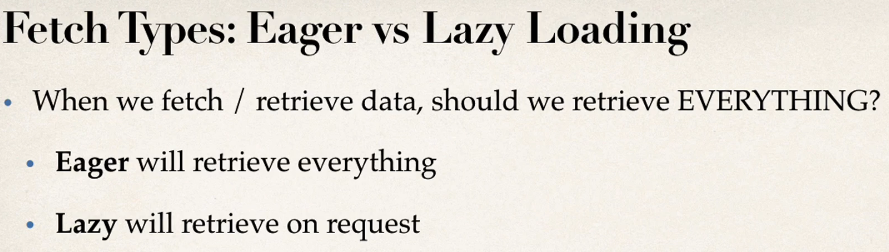 Fetch Types: Eager vs Lazy Loading
• When we fetch / retrieve data, should we retrieve EVERYTHING?
• Eager will retrieve everything
• Lazy will retrieve on request